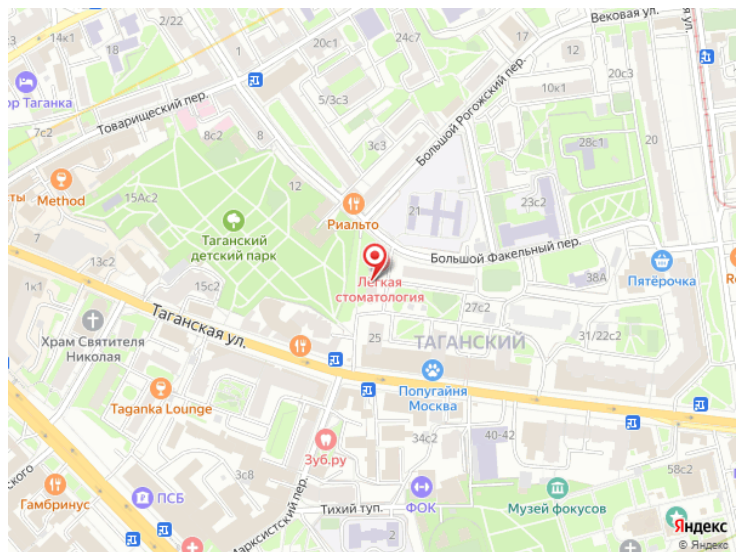 Вековая ул.
2/22
14к1
18
20с1
24с7
17
12
20с3
ул.
ор Таганка
5/3с3
10к1
Товарищеский пер.
Большой Рогожский пер.
7с2
8с2
8
3с3
28с1
20
Method
15Ас2
12
23с2
21
Риальто
Таганский
детский парк
Большой Факельный пер.
7
13с2
38А
Пятёрочка
1к1
15с2
Лёгкая
стоматология
27с2
Таганская ул.
Храм Святителя
Николая
25
ТАГАНСКИЙ
31/22с2
Попугайня
Москва
Taganka Lounge
34с2
40-42
Зуб.ру
58с2
3с8
Гамбринус
ПСБ
Марксистский пер.
Тихий туп.
2
ФОК
Музей фокусов
Яндекс
© Яндекс